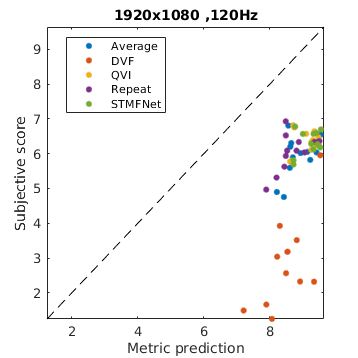 1920x1080 ,120Hz
Average
DVF
QVI
Repeat
STMFNet
Subjective score
9
8
7
6
5
4
3
2
2 4 6 8
Metric prediction